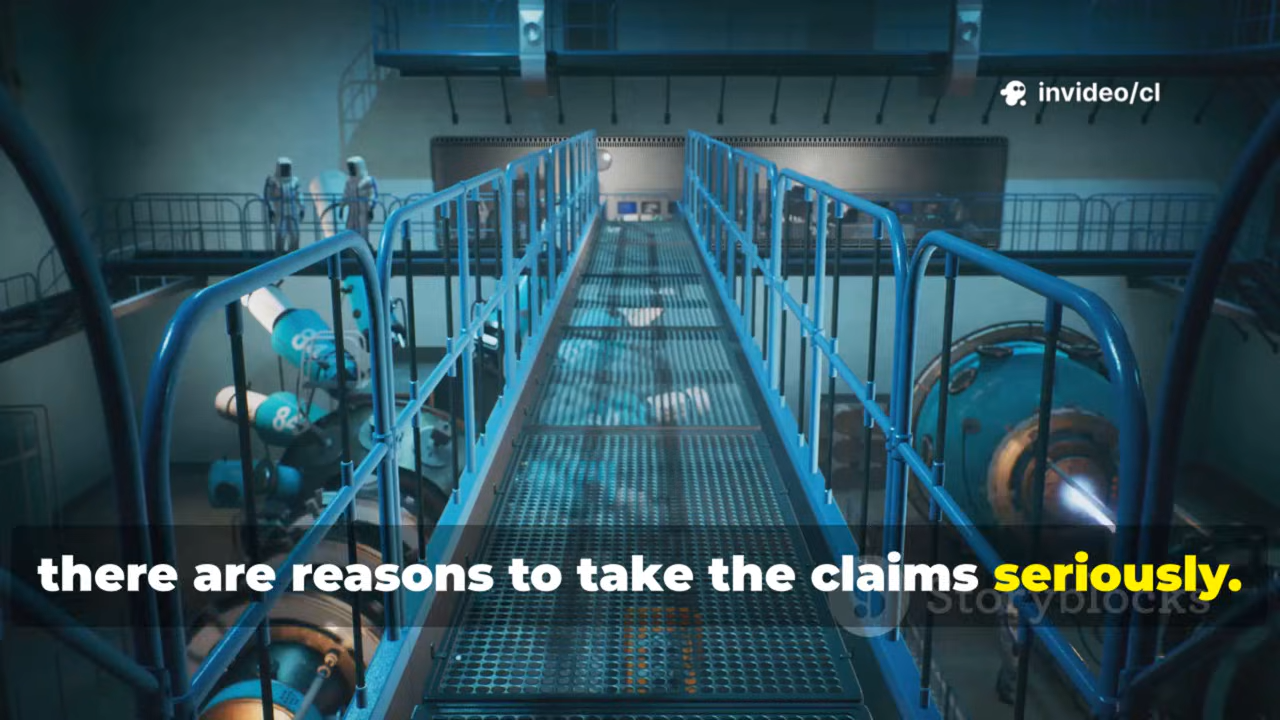 invideo/cl
there are reasons to take the claims seriously.
Storyblocks